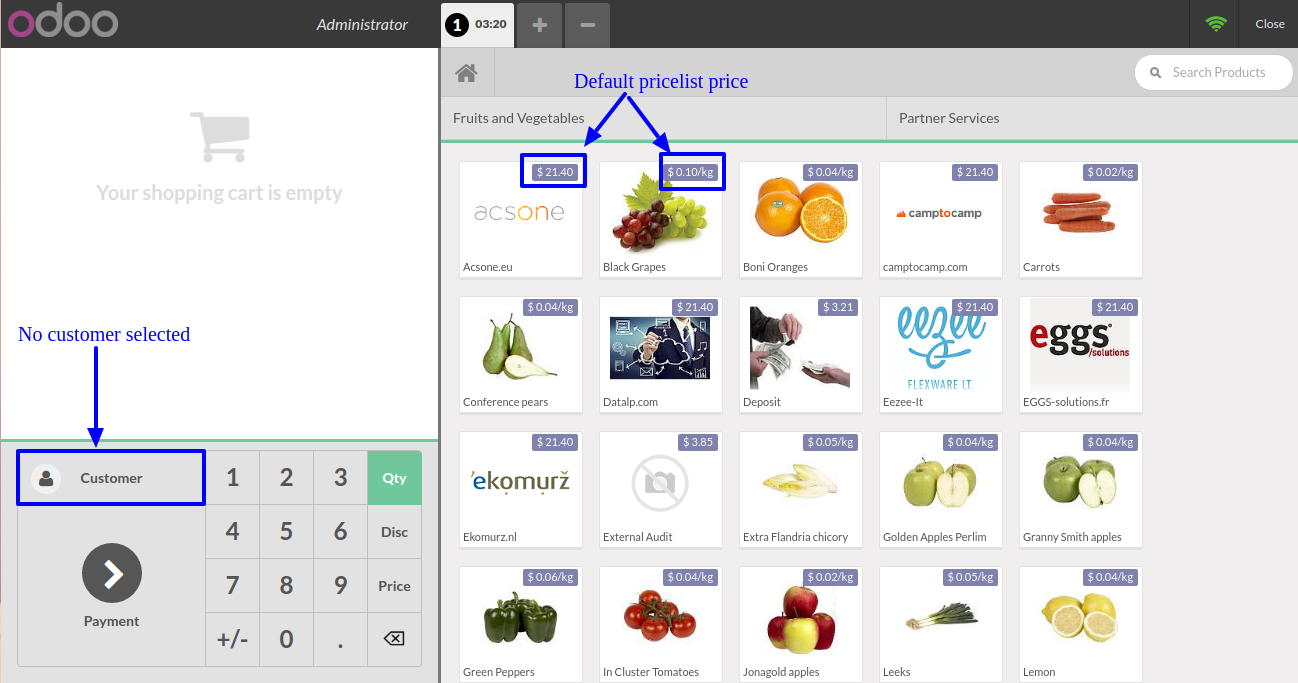 odoo
Administrator
1 03:20 + −
Close
Default pricelist price
Search Products
Fruits and Vegetables
Partner Services
Your shopping cart is empty
$ 21.40
acsone
Acsone.eu
$ 0.10/kg
Black Grapes
$ 0.04/kg
Boni Oranges
$ 21.40
camptocamp
camptocamp.com
$ 0.02/kg
Carrots
No customer selected
$ 0.04/kg
Conference pears
$ 21.40
Datalp.com
$ 3.21
Deposit
$ 21.40
eezee
FLEXWARE I.T.
Eezee-It
$ 21.40
eggs
/solutions
EGGS-solutions.fr
$ 21.40
'ekomurž
Ekomurz.nl
$ 3.85
External Audit
$ 0.05/kg
Extra Flandria chicory
$ 0.04/kg
Golden Apples Perlim
$ 0.04/kg
Granny Smith apples
$ 0.06/kg
Green Peppers
$ 0.04/kg
In Cluster Tomatoes
$ 0.02/kg
Jonagold apples
$ 0.05/kg
Leeks
$ 0.04/kg
Lemon
Customer
Payment
1 2 3 Qty
4 5 6 Disc
7 8 9 Price
+/- 0 .